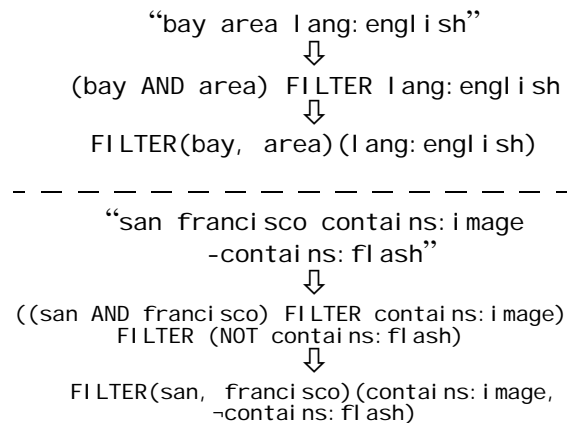 “bay area lang:english”
⇩
(bay AND area) FILTER lang:english
⇩
FILTER(bay, area)(lang:english)
“san francisco contains:image
-contains:flash”
⇩
((san AND francisco) FILTER contains:image)
FILTER (NOT contains:flash)
⇩
FILTER(san, francisco)(contains:image,
¬contains:flash)